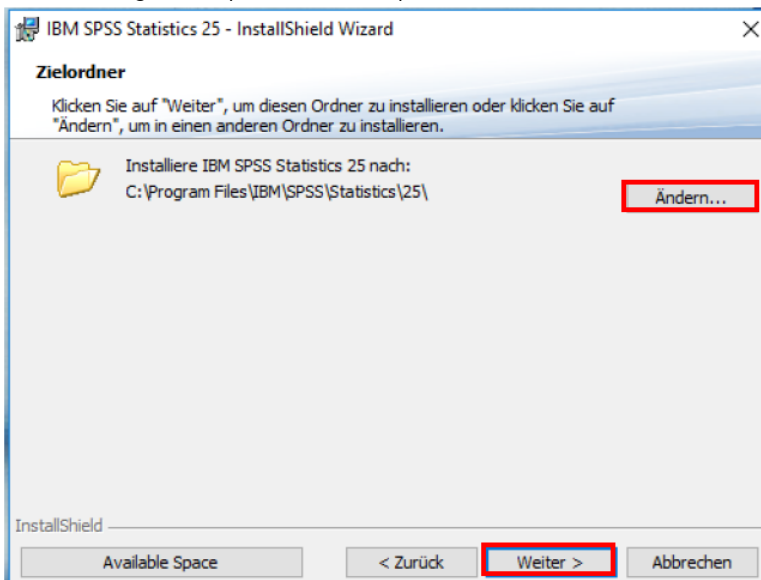 IBM SPSS Statistics 25 - InstallShield Wizard
Zielordner
Klicken Sie auf "Weiter", um diesen Ordner zu installieren oder klicken Sie auf
"Ändern", um in einen anderen Ordner zu installieren.
Installiere IBM SPSS Statistics 25 nach:
C:\Program Files\IBM\SPSS\Statistics\25\
Ändern...
InstallShield
Available Space
< Zurück
Weiter >
Abbrechen